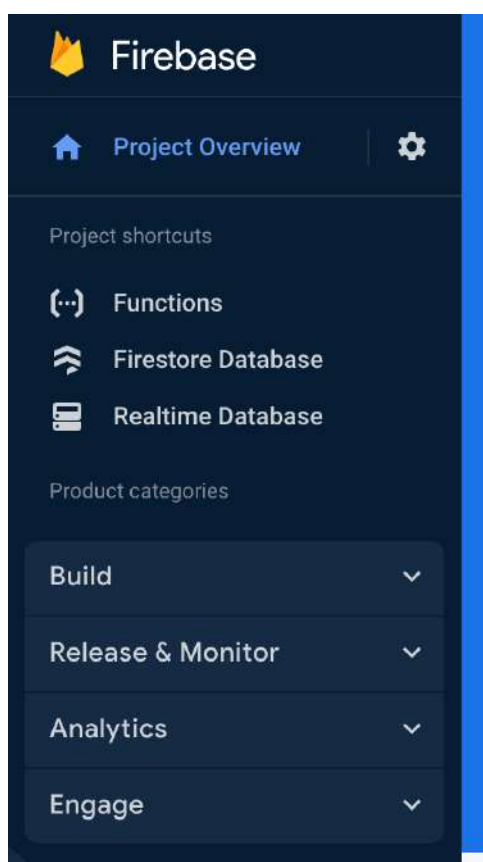 Firebase
Project Overview
Project shortcuts
Functions
Firestore Database
Realtime Database
Product categories
Build
Release & Monitor
Analytics
Engage